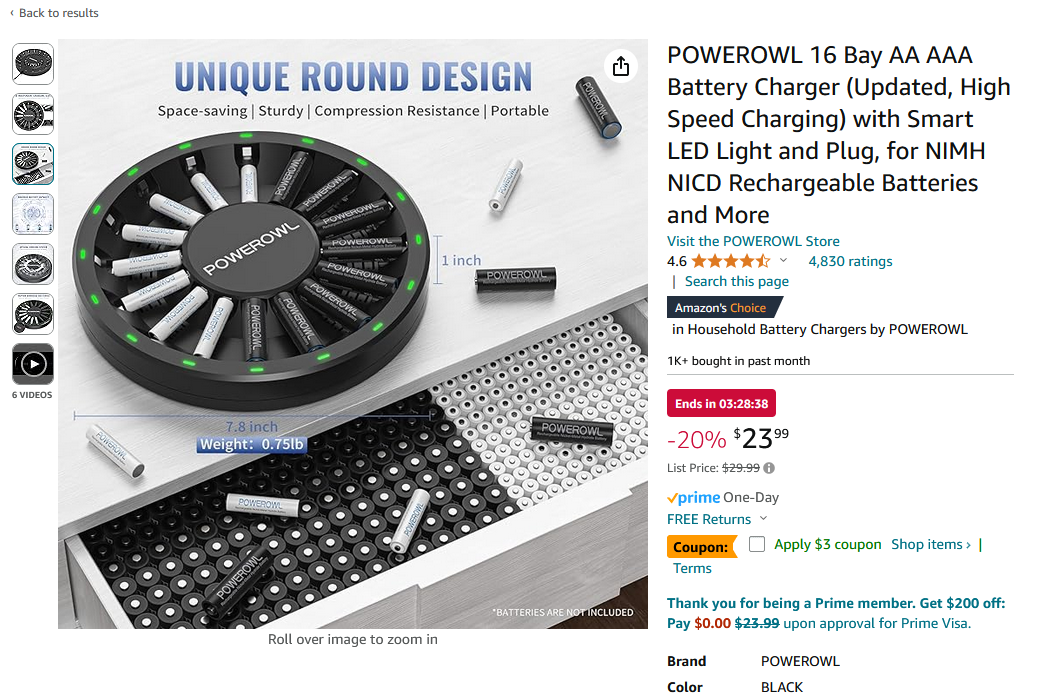 ‹ Back to results
UNIQUE ROUND DESIGN
Space-saving | Sturdy | Compression Resistance | Portable
POWEROWL
1 inch
7.8 inch
Weight: 0.75lb
POWEROWL
POWEROWL
POWEROWL
POWEROWL
POWEROWL
POWEROWL
POWEROWL
POWEROWL
*BATTERIES ARE NOT INCLUDED
Roll over image to zoom in
6 VIDEOS
POWEROWL 16 Bay AA AAA
Battery Charger (Updated, High
Speed Charging) with Smart
LED Light and Plug, for NIMH
NICD Rechargeable Batteries
and More
Visit the POWEROWL Store
4.6 4,830 ratings
| Search this page
Amazon's Choice
in Household Battery Chargers by POWEROWL
1K+ bought in past month
Ends in 03:28:38
-20% $23 99
List Price: $29.99
prime One-Day
FREE Returns
Coupon: Apply $3 coupon Shop items › |
Terms
Thank you for being a Prime member. Get $200 off:
Pay $0.00 $23.99 upon approval for Prime Visa.
Brand POWEROWL
Color BLACK